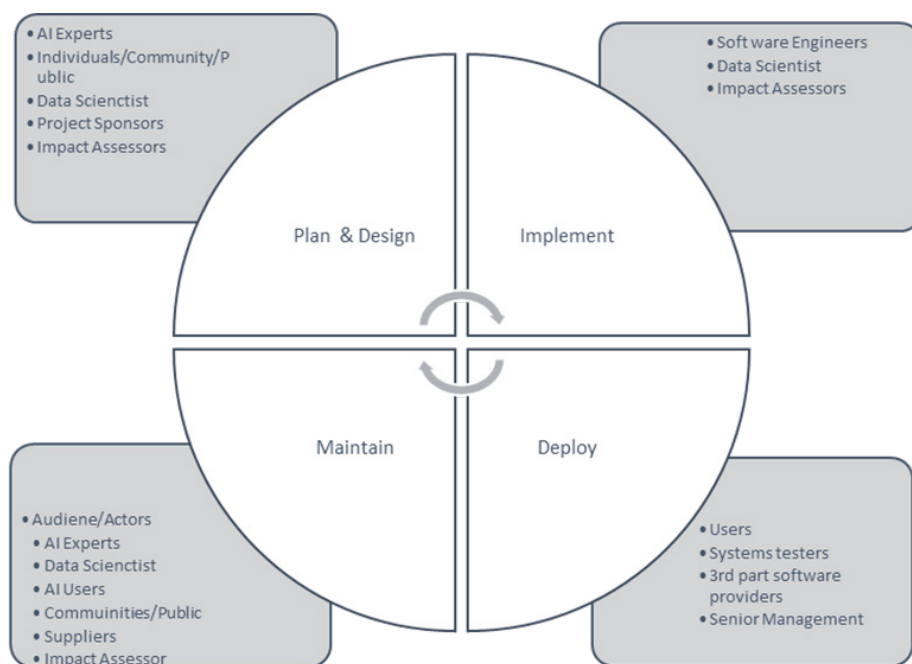 • AI Experts
• Individuals/Community/P
ublic
• Data Scienctist
• Project Sponsors
• Impact Assessors
• Soft ware Engineers
• Data Scientist
• Impact Assessors
Plan & Design
Implement
Maintain
Deploy
• Audiene/Actors
• AI Experts
• Data Scienctist
• AI Users
• Commuinities/Public
• Suppliers
• Impact Assessor
• Users
• Systems testers
• 3rd part software
providers
• Senior Management